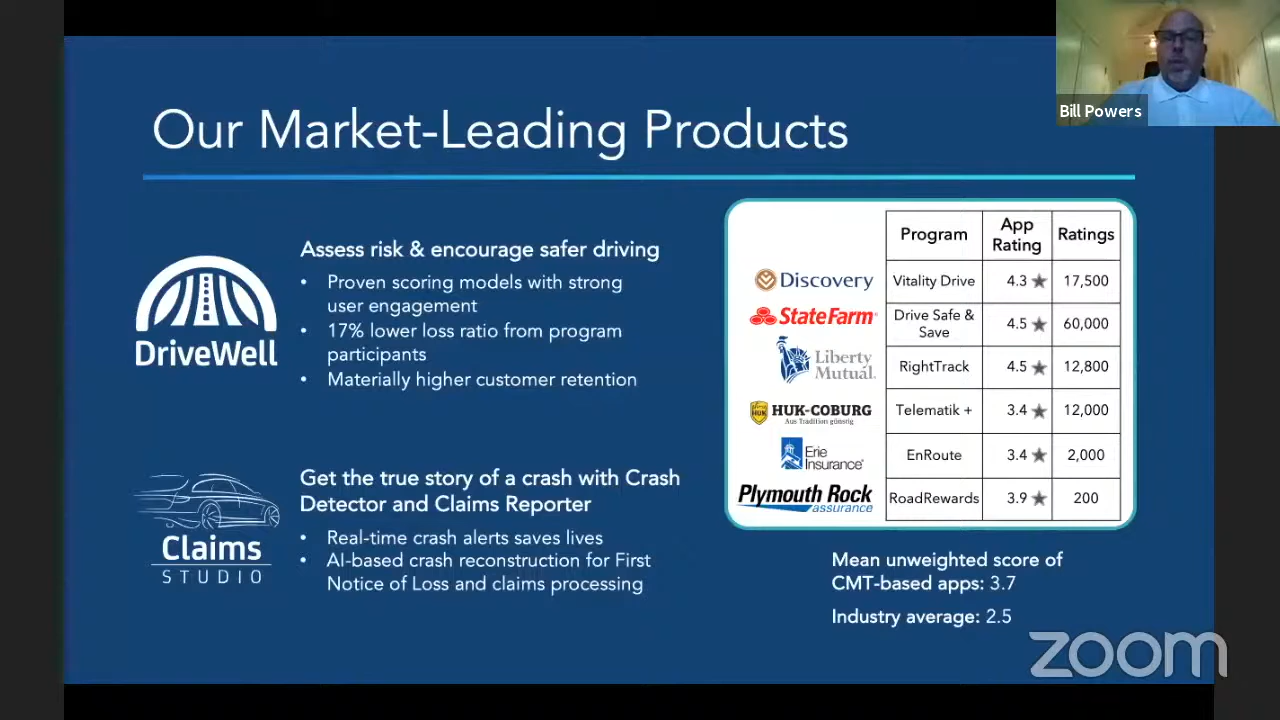 Bill Powers
Our Market-Leading Products
DriveWell
Assess risk & encourage safer driving
• Proven scoring models with strong
user engagement
• 17% lower loss ratio from program
participants
• Materially higher customer retention
Claims
STUDIO
Get the true story of a crash with Crash
Detector and Claims Reporter
• Real-time crash alerts saves lives
• AI-based crash reconstruction for First
Notice of Loss and claims processing
Program App Rating Ratings
Discovery Vitality Drive 4.3 ★ 17,500
StateFarm Drive Safe & Save 4.5 ★ 60,000
Liberty Mutual. RightTrack 4.5 ★ 12,800
HUK HUK-COBURG Aus Tradition günstig Telematik + 3.4 ★ 12,000
Erie Insurance® EnRoute 3.4 ★ 2,000
Plymouth Rock assurance RoadRewards 3.9 ★ 200
Mean unweighted score of
CMT-based apps: 3.7
Industry average: 2.5
zoom